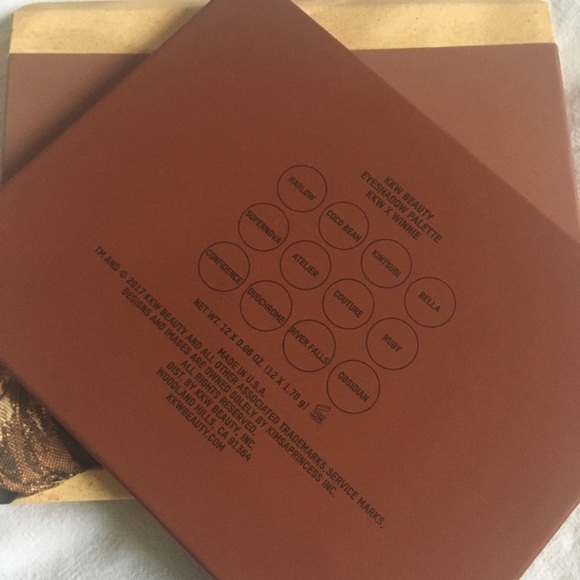 KKW BEAUTY
EYESHADOW PALETTE
KKW X WINNIE
HARLOW
COCO BEAN
KINTSUGI
BELLA
SUPERNOVA
ATELIER
COUTURE
RUBY
CONFIDENCE
DUOCHROME
RIVER FALLS
OBSIDIAN
NET WT. 12 X 0.06 OZ. (12 X 1.70 g)
MADE IN U.S.A.
TM AND © 2017 KKW BEAUTY AND ALL OTHER ASSOCIATED TRADEMARKS, SERVICE MARKS,
DESIGNS AND IMAGES ARE OWNED SOLELY BY KIMSAPRINCESS INC.
ALL RIGHTS RESERVED.
DIST. BY KKW BEAUTY, INC.
WOODLAND HILLS, CA 91364
KKWBEAUTY.COM